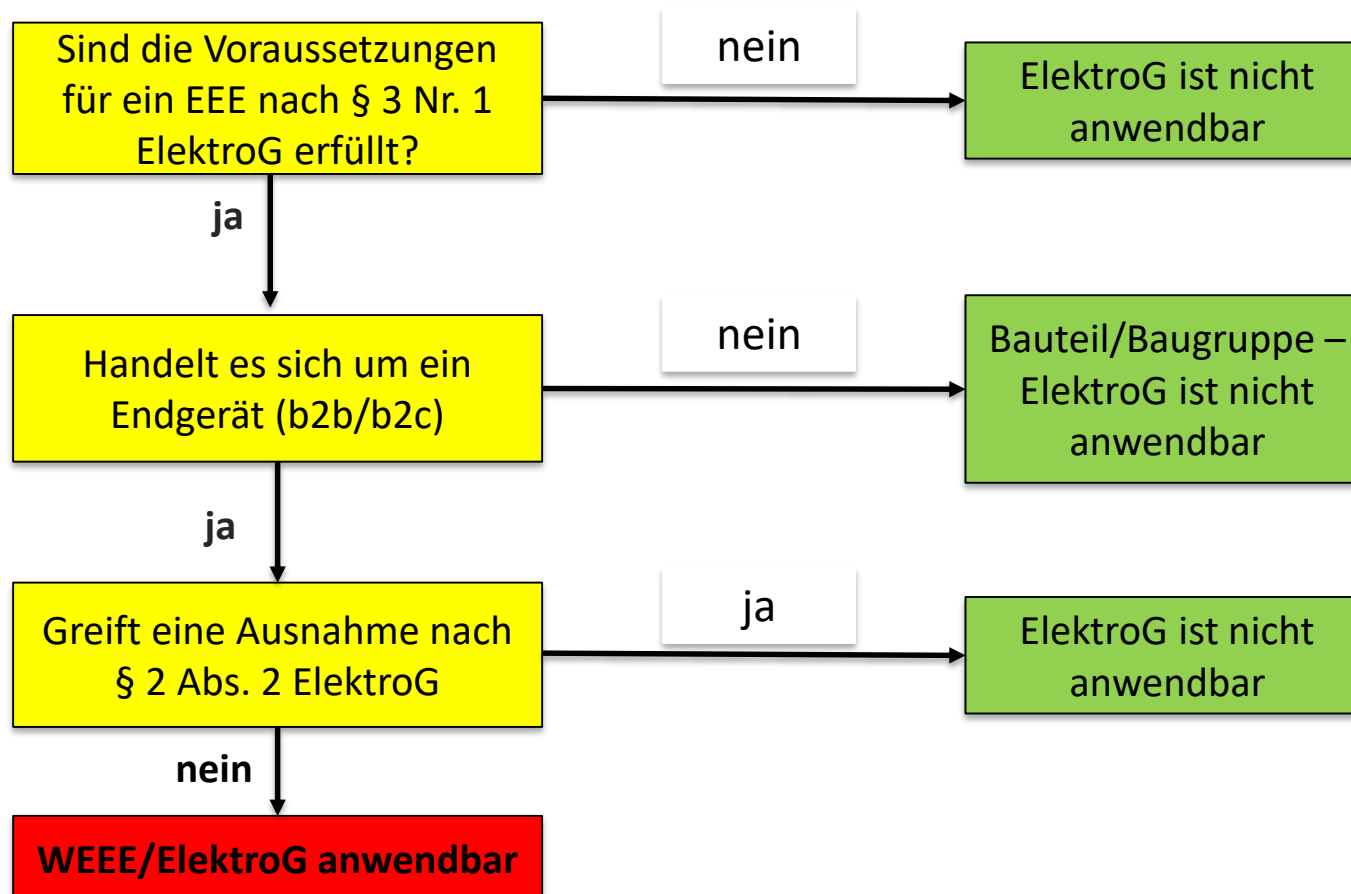 Sind die Voraussetzungen
für ein EEE nach § 3 Nr. 1
ElektroG erfüllt?
nein
ElektroG ist nicht
anwendbar
ja
Handelt es sich um ein
Endgerät (b2b/b2c)
nein
Bauteil/Baugruppe –
ElektroG ist nicht
anwendbar
ja
Greift eine Ausnahme nach
§ 2 Abs. 2 ElektroG
ja
ElektroG ist nicht
anwendbar
nein
WEEE/ElektroG anwendbar